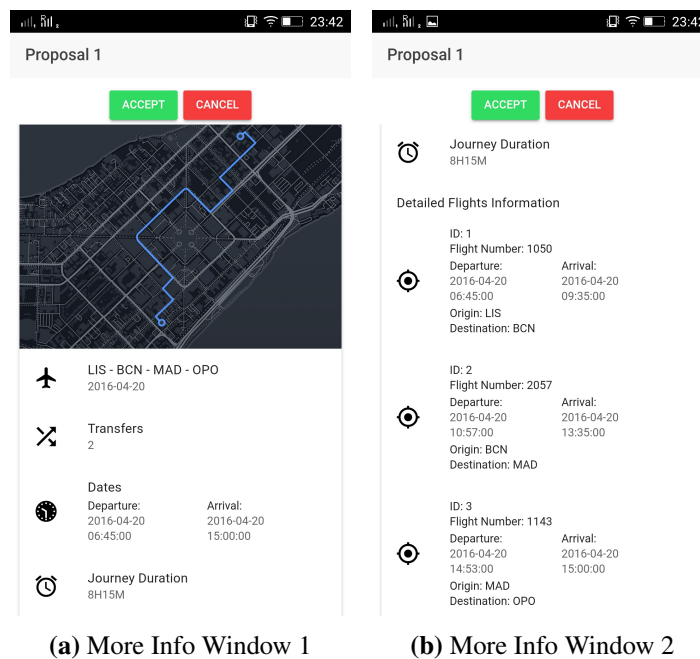 23:42
Proposal 1
ACCEPT CANCEL
LIS - BCN - MAD - OPO
2016-04-20
Transfers
2
Dates
Departure: Arrival:
2016-04-20 2016-04-20
06:45:00 15:00:00
Journey Duration
8H15M
(a) More Info Window 1
23:42
Proposal 1
ACCEPT CANCEL
Journey Duration
8H15M
Detailed Flights Information
ID: 1
Flight Number: 1050
Departure: Arrival:
2016-04-20 2016-04-20
06:45:00 09:35:00
Origin: LIS
Destination: BCN
ID: 2
Flight Number: 2057
Departure: Arrival:
2016-04-20 2016-04-20
10:57:00 13:35:00
Origin: BCN
Destination: MAD
ID: 3
Flight Number: 1143
Departure: Arrival:
2016-04-20 2016-04-20
14:53:00 15:00:00
Origin: MAD
Destination: OPO
(b) More Info Window 2